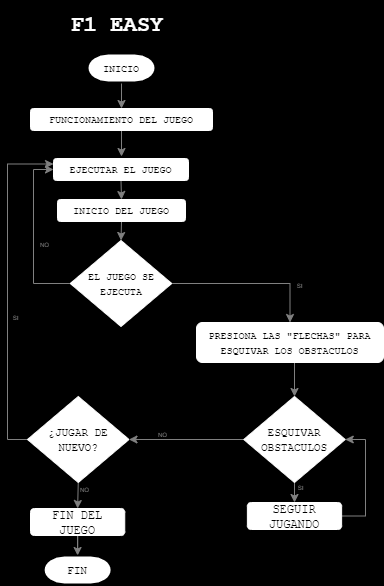 F1 EASY
INICIO
FUNCIONAMIENTO DEL JUEGO
EJECUTAR EL JUEGO
INICIO DEL JUEGO
NO
EL JUEGO SE
EJECUTA
SI
SI
PRESIONA LAS "FLECHAS" PARA
ESQUIVAR LOS OBSTACULOS
¿JUGAR DE
NUEVO?
NO
ESQUIVAR
OBSTACULOS
NO
SI
FIN DEL
JUEGO
SEGUIR
JUGANDO
FIN